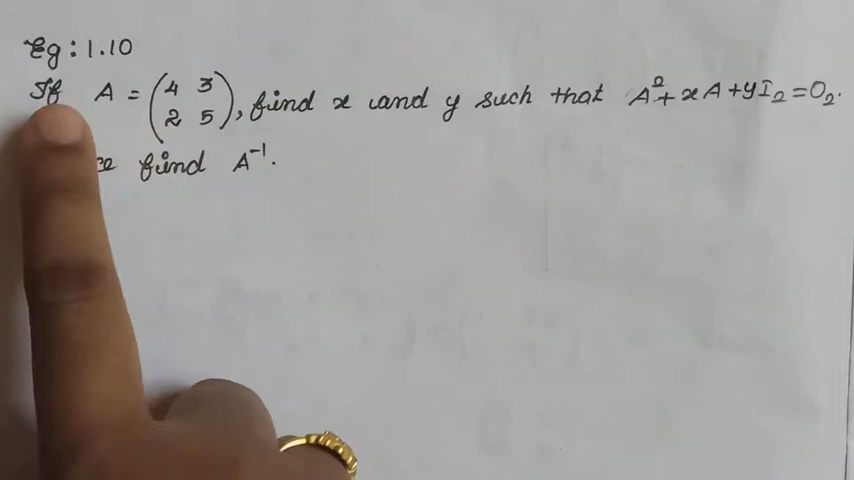 Eg: 1.10
If A = (4 3
2 5), find x and y such that A² + xA + yI₂ = O₂.
find A⁻¹.